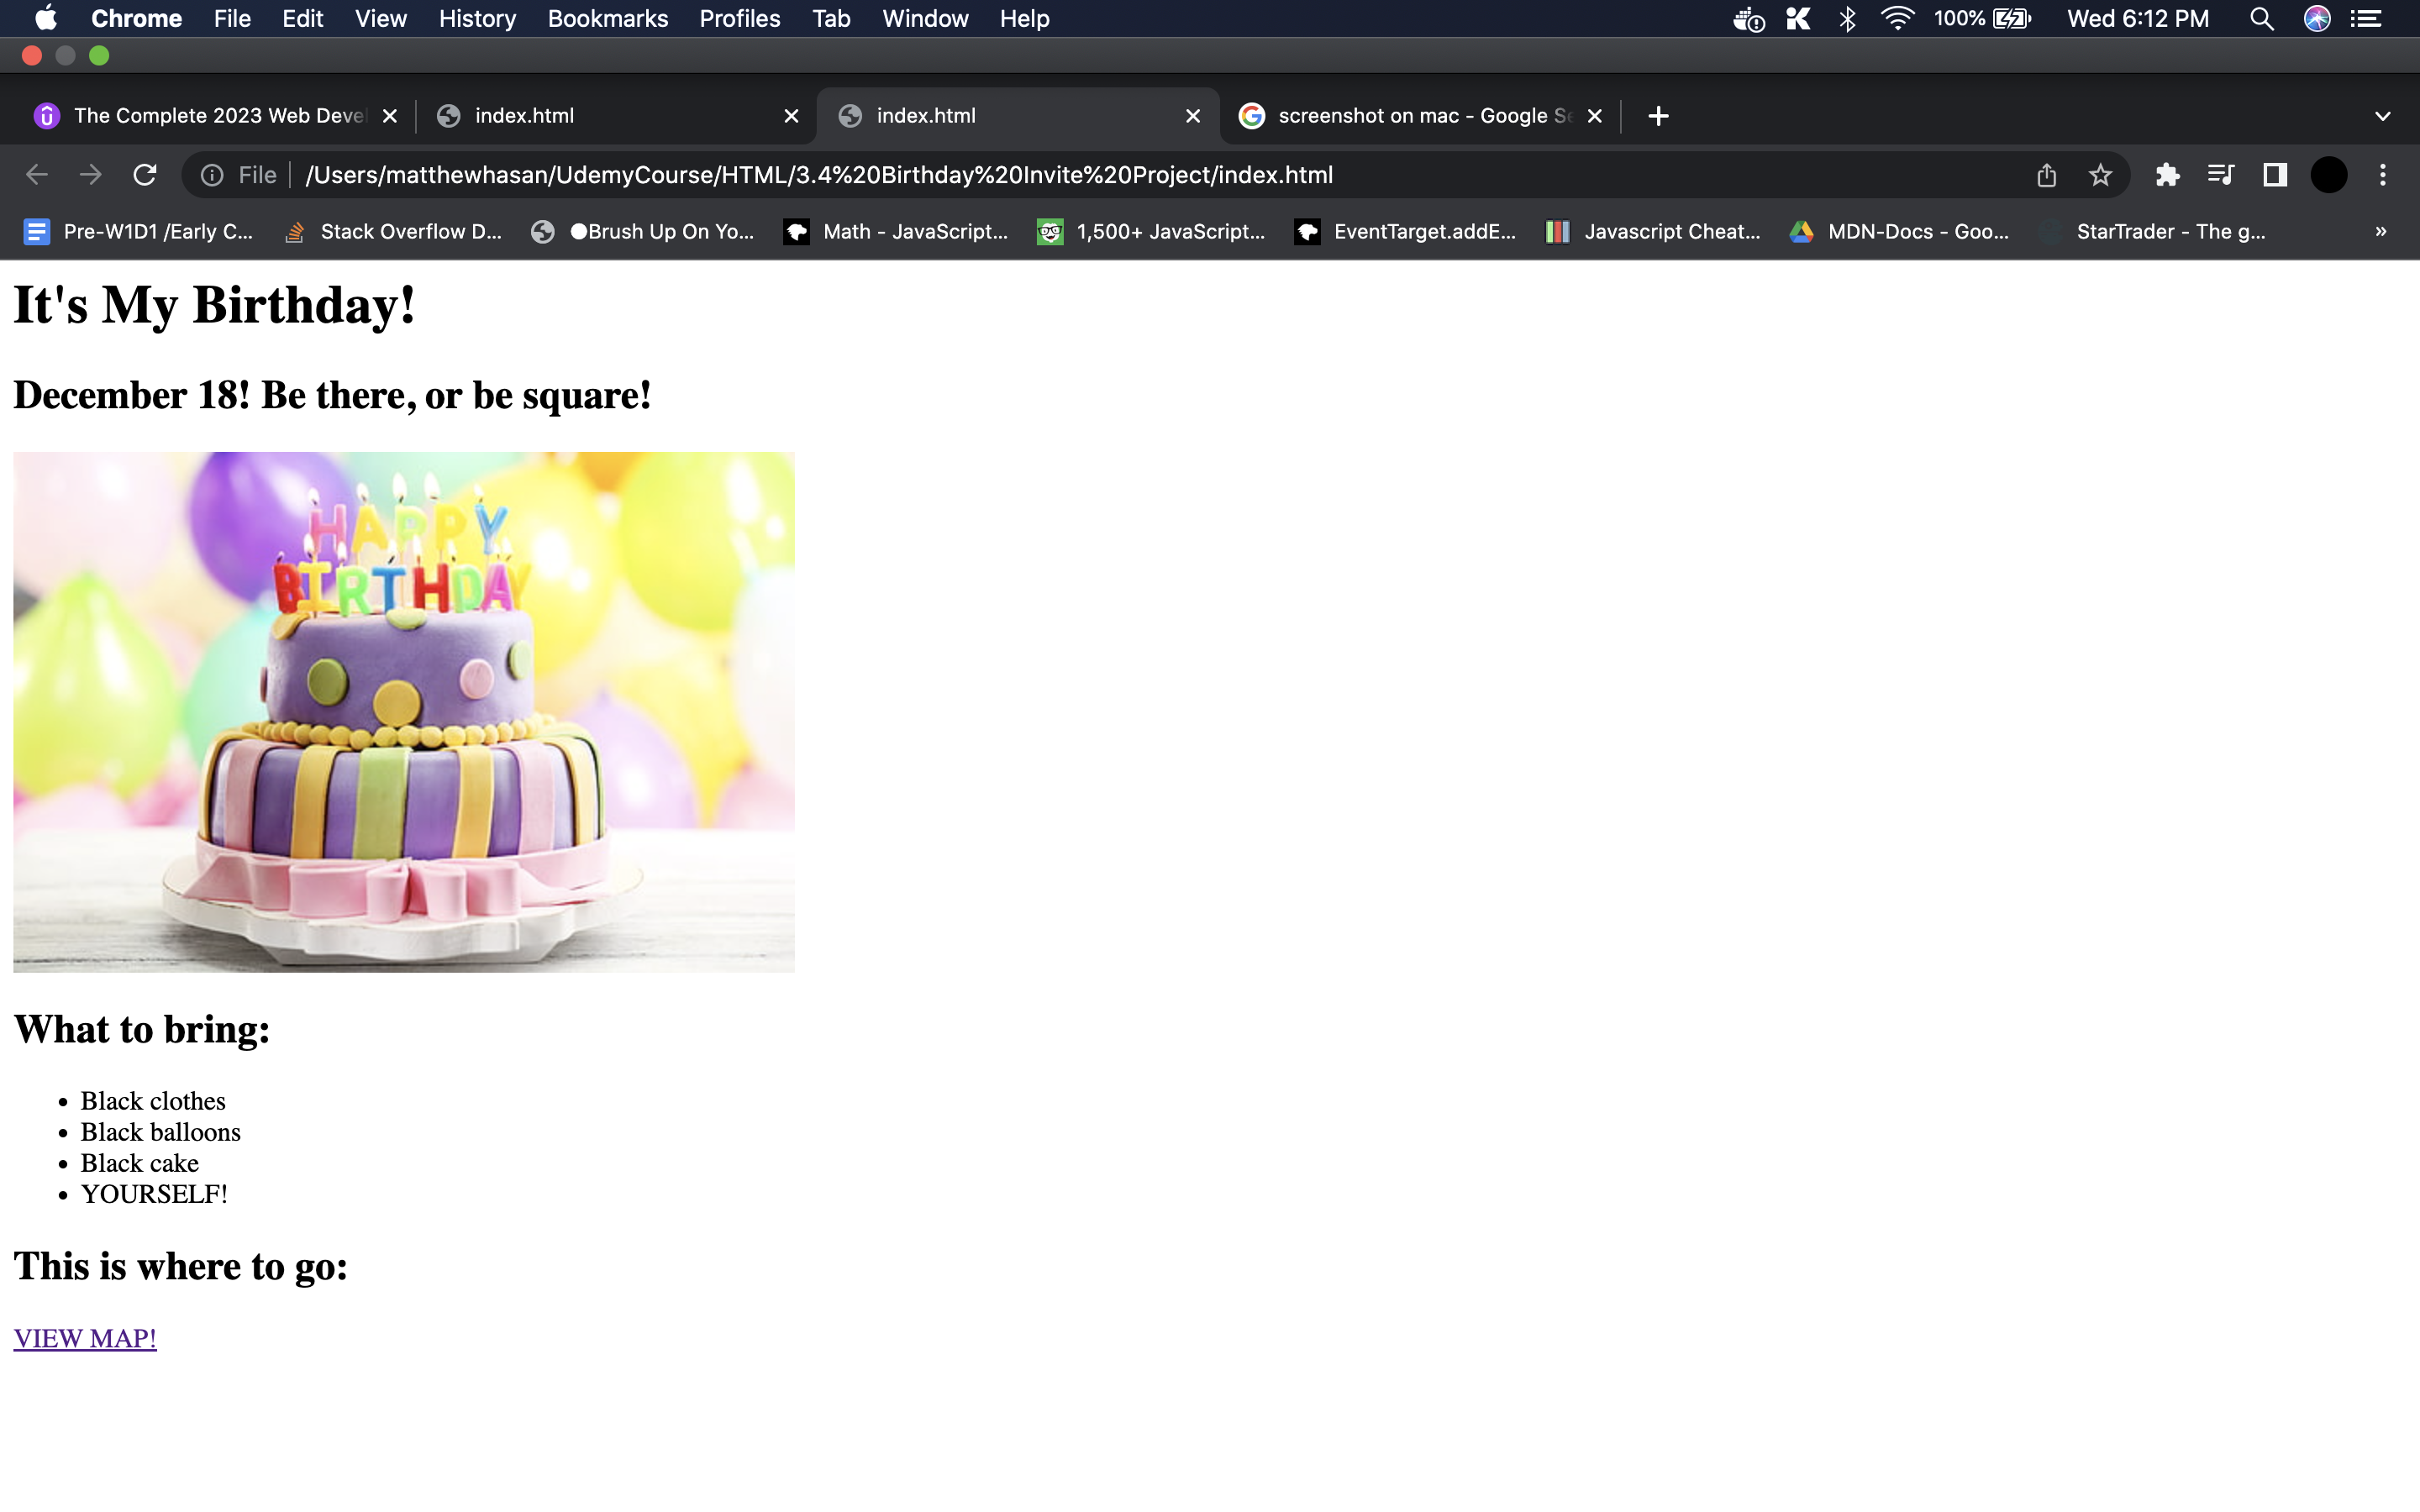 Chrome File Edit View History Bookmarks Profiles Tab Window Help 100% Wed 6:12 PM
The Complete 2023 Web Devel index.html index.html screenshot on mac - Google Se
File /Users/matthewhasan/UdemyCourse/HTML/3.4%20Birthday%20Invite%20Project/index.html
Pre-W1D1 /Early C... Stack Overflow D... ●Brush Up On Yo... Math - JavaScript... 1,500+ JavaScript... EventTarget.addE... Javascript Cheat... MDN-Docs - Goo... StarTrader - The g... »
It's My Birthday!
December 18! Be there, or be square!
HAPPY
BIRTHDAY
What to bring:
• Black clothes
• Black balloons
• Black cake
• YOURSELF!
This is where to go:
VIEW MAP!